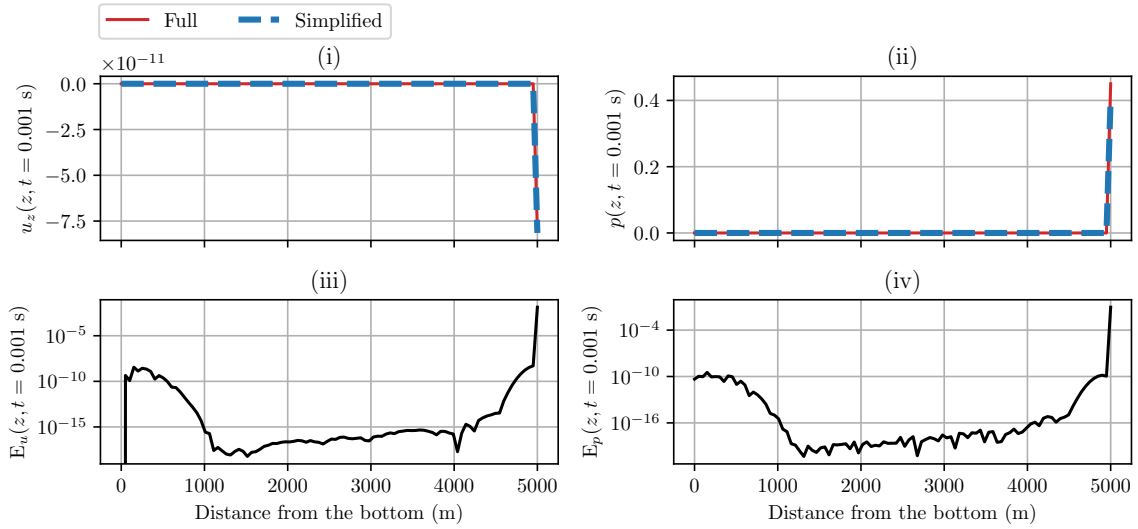 Full Simplified
(i) (ii)
×10⁻¹¹
0.0
−2.5
−5.0
−7.5
u_z(z, t = 0.001 s)
0.4
0.2
0.0
p(z, t = 0.001 s)
(iii) (iv)
10⁻⁵
10⁻¹⁰
10⁻¹⁵
E_u(z, t = 0.001 s)
10⁻⁴
10⁻¹⁰
10⁻¹⁶
E_p(z, t = 0.001 s)
0 1000 2000 3000 4000 5000 0 1000 2000 3000 4000 5000
Distance from the bottom (m) Distance from the bottom (m)